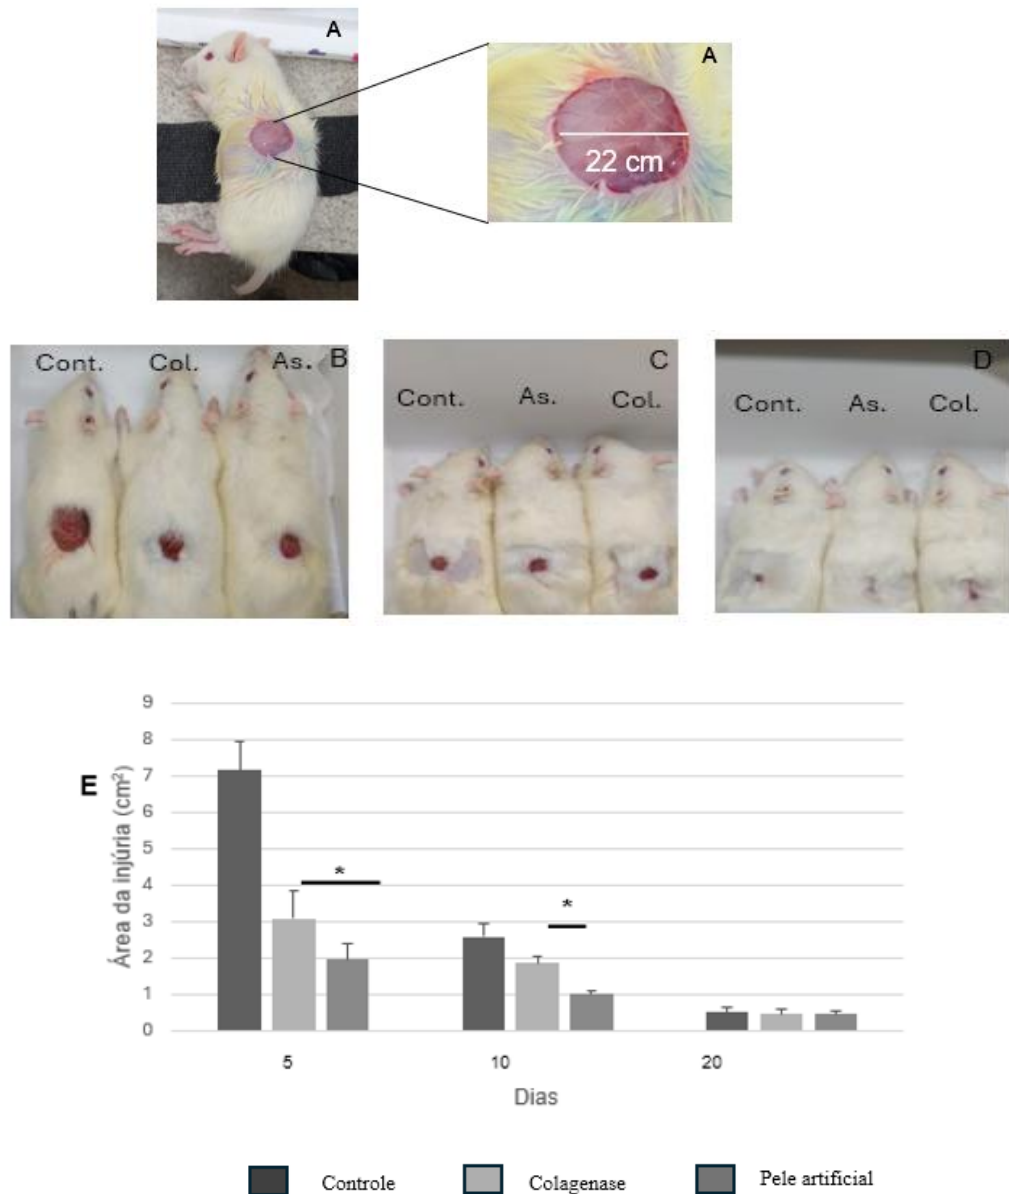 A
A
22 cm
Cont. Col. As. B
C
Cont. As. Col.
D
Cont. As. Col.
E
Área da injúria (cm²)
9
8
7
6
5
4
3
2
1
0
*
*
5 10 20
Dias
Controle Colagenase Pele artificial